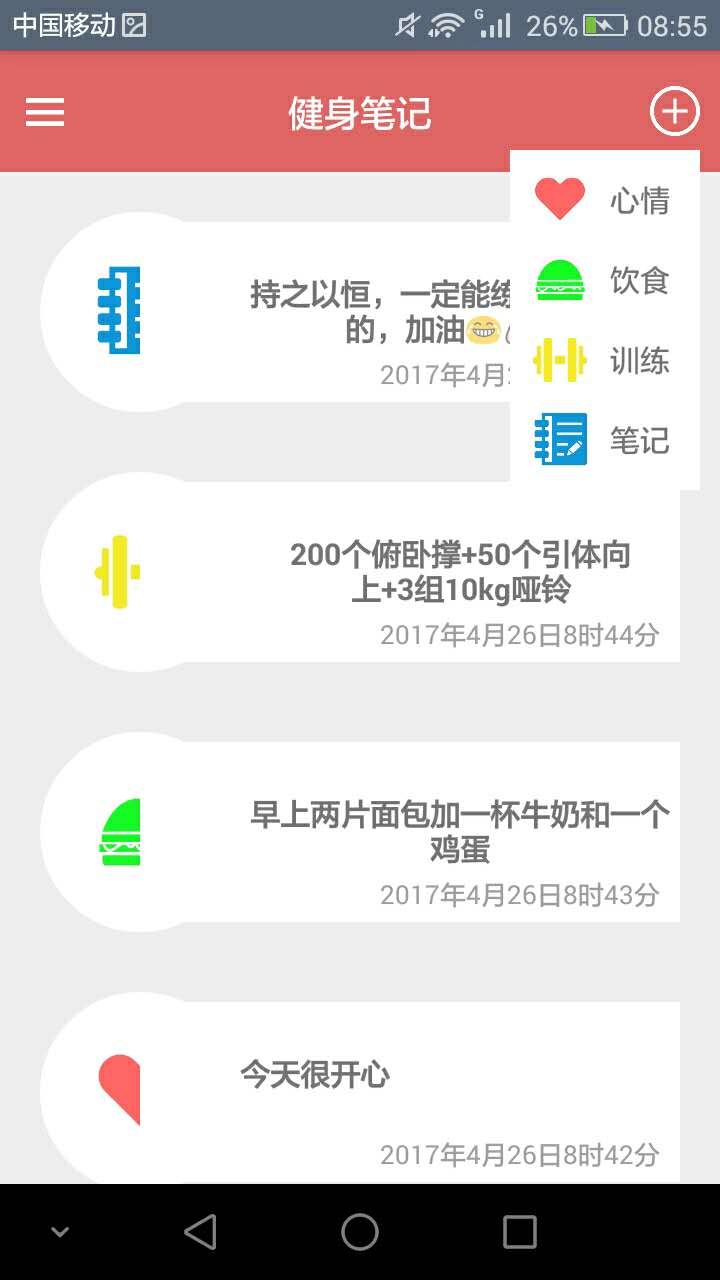 中国移动
G
26%
08:55
健身笔记
心情
饮食
训练
笔记
持之以恒，一定能
的，加油😁
2017年4月
200个俯卧撑+50个引体向
上+3组10kg哑铃
2017年4月26日8时44分
早上两片面包加一杯牛奶和一个
鸡蛋
2017年4月26日8时43分
今天很开心
2017年4月26日8时42分